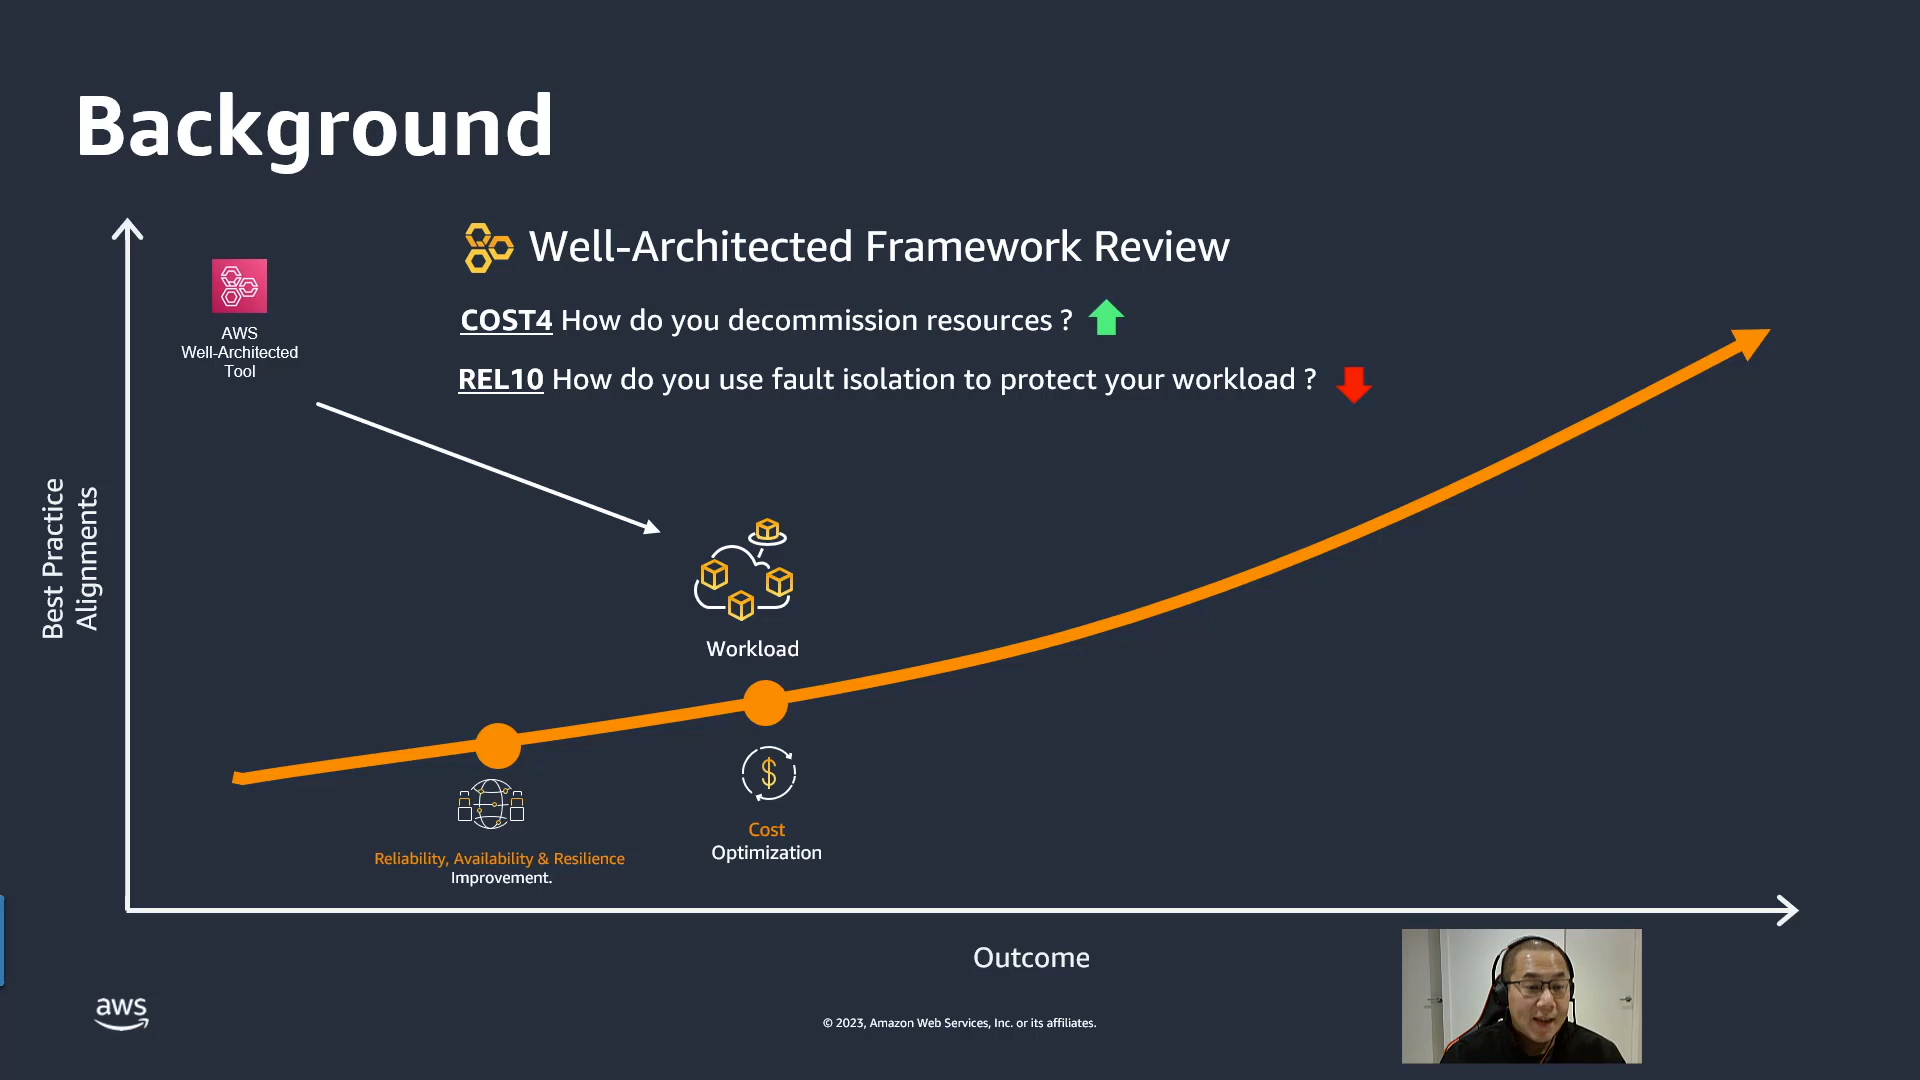 Background
Well-Architected Framework Review
AWS
Well-Architected
Tool
COST4 How do you decommission resources ?
REL10 How do you use fault isolation to protect your workload ?
Best Practice
Alignments
Workload
$
Cost
Optimization
Reliability, Availability & Resilience
Improvement.
Outcome
aws
© 2023, Amazon Web Services, Inc. or its affiliates.